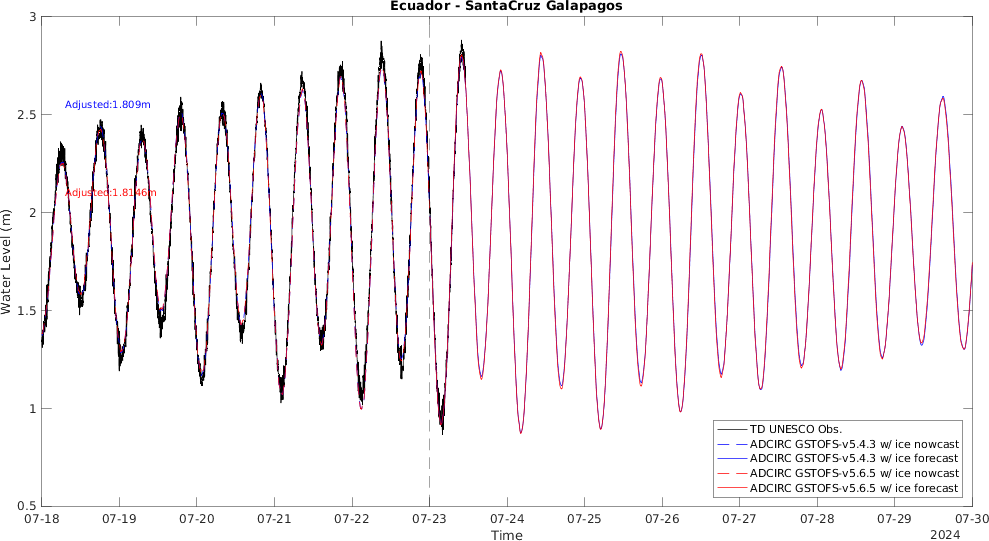 Ecuador - SantaCruz Galapagos
3
2.5
2
1.5
1
0.5
Water Level (m)
Adjusted:1.809m
Adjusted:1.8146m
TD UNESCO Obs.
ADCIRC GSTOFS-v5.4.3 w/ ice nowcast
ADCIRC GSTOFS-v5.4.3 w/ ice forecast
ADCIRC GSTOFS-v5.6.5 w/ ice nowcast
ADCIRC GSTOFS-v5.6.5 w/ ice forecast
07-18 07-19 07-20 07-21 07-22 07-23 07-24 07-25 07-26 07-27 07-28 07-29 07-30
Time
2024